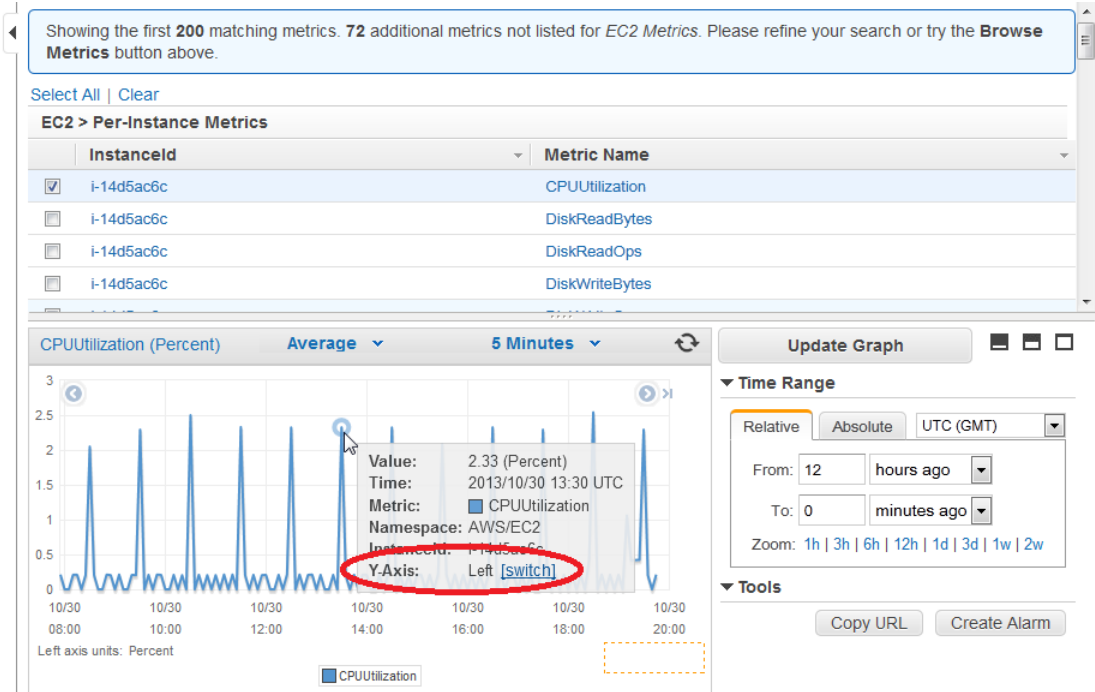 Showing the first 200 matching metrics. 72 additional metrics not listed for EC2 Metrics. Please refine your search or try the Browse
Metrics button above.
Select All | Clear
EC2 > Per-Instance Metrics
InstanceId Metric Name
i-14d5ac6c CPUUtilization
i-14d5ac6c DiskReadBytes
i-14d5ac6c DiskReadOps
i-14d5ac6c DiskWriteBytes
CPUUtilization (Percent) Average 5 Minutes
3
2.5
2
1.5
1
0.5
0
10/30 10/30 10/30 10/30 10/30 10/30 10/30
08:00 10:00 12:00 14:00 16:00 18:00 20:00
Left axis units: Percent
CPUUtilization
Value: 2.33 (Percent)
Time: 2013/10/30 13:30 UTC
Metric: CPUUtilization
Namespace: AWS/EC2
InstanceId: i-14d5ac6c
Y-Axis: Left [switch]
Update Graph
Time Range
Relative Absolute UTC (GMT)
From: 12 hours ago
To: 0 minutes ago
Zoom: 1h | 3h | 6h | 12h | 1d | 3d | 1w | 2w
Tools
Copy URL Create Alarm